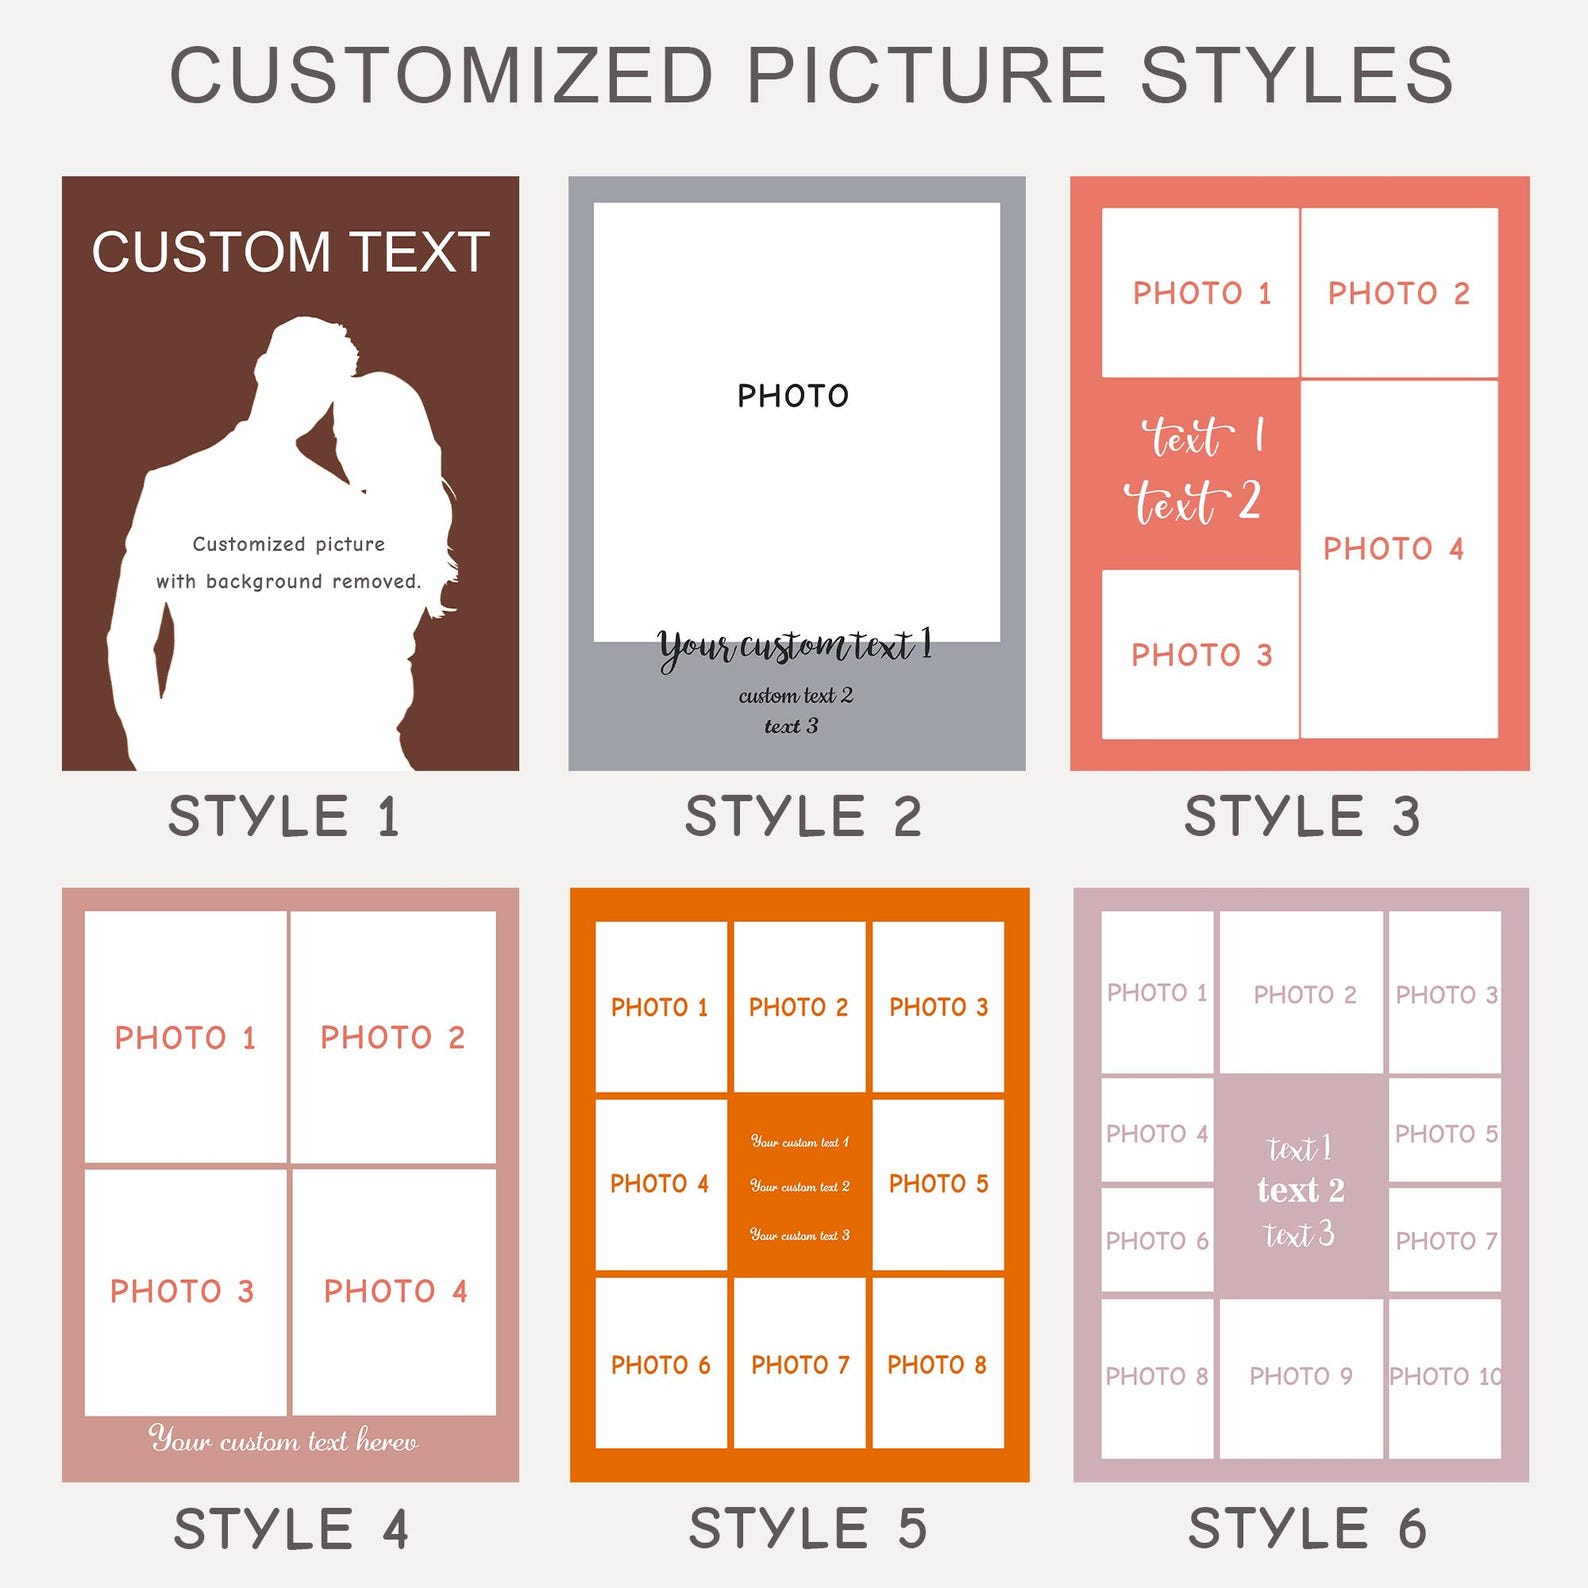 CUSTOMIZED PICTURE STYLES
CUSTOM TEXT
Customized picture
with background removed.
STYLE 1
PHOTO
Your custom text 1
custom text 2
text 3
STYLE 2
PHOTO 1
PHOTO 2
text 1
text 2
PHOTO 4
PHOTO 3
STYLE 3
PHOTO 1
PHOTO 2
PHOTO 3
PHOTO 4
Your custom text herev
STYLE 4
PHOTO 1
PHOTO 2
PHOTO 3
PHOTO 4
Your custom text 1
Your custom text 2
Your custom text 3
PHOTO 5
PHOTO 6
PHOTO 7
PHOTO 8
STYLE 5
PHOTO 1
PHOTO 2
PHOTO 3
PHOTO 4
PHOTO 5
text 1
text 2
text 3
PHOTO 6
PHOTO 7
PHOTO 8
PHOTO 9
PHOTO 10
STYLE 6